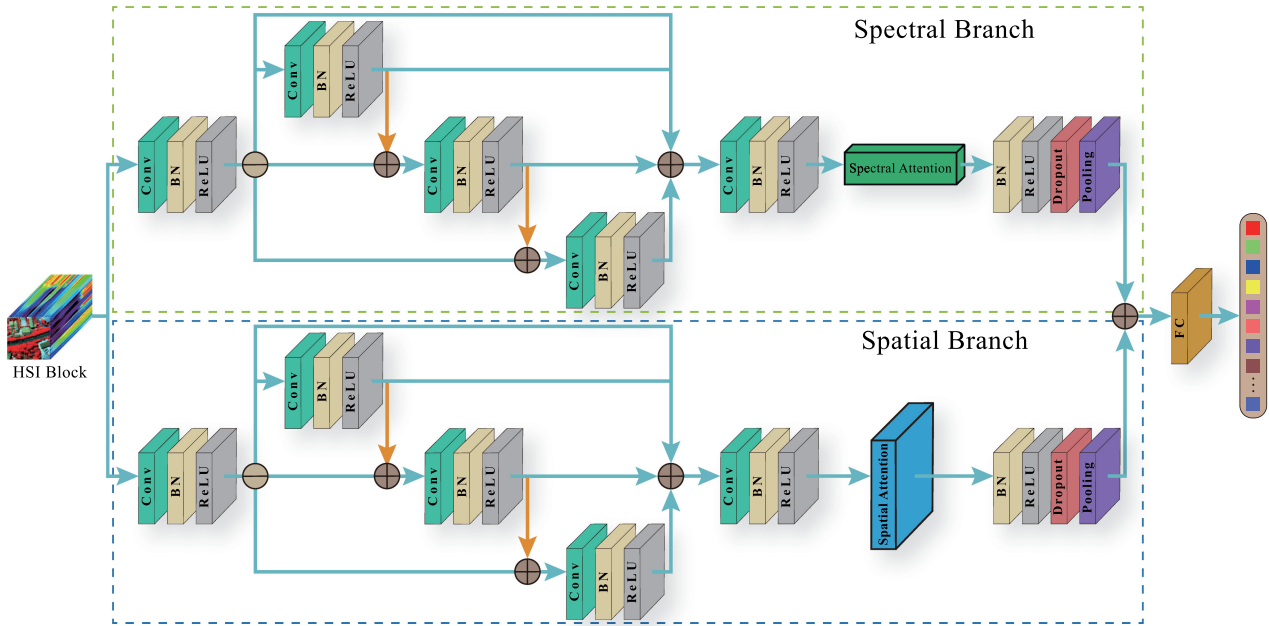 Spectral Branch
Conv BN ReLU
Conv BN ReLU
Conv BN ReLU
Conv BN ReLU
Conv BN ReLU
Spectral Attention
BN ReLU Dropout Pooling
HSI Block
FC
...
Spatial Branch
Conv BN ReLU
Conv BN ReLU
Conv BN ReLU
Conv BN ReLU
Conv BN ReLU
Spatial Attention
BN ReLU Dropout Pooling